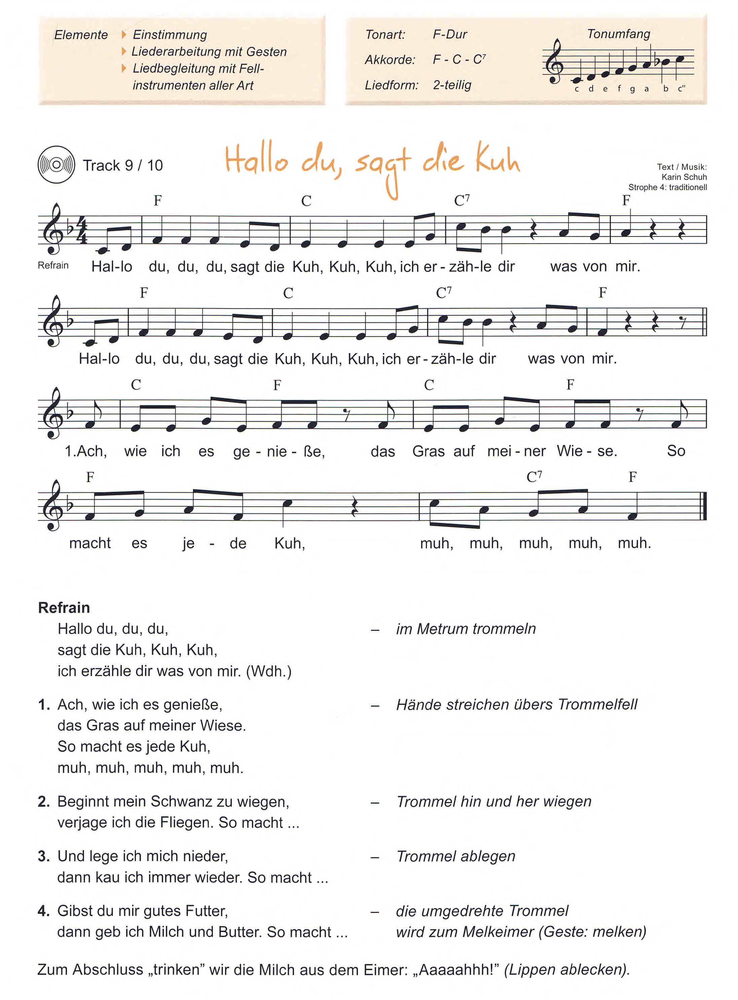 Elemente Einstimmung
Liederarbeitung mit Gesten
Liedbegleitung mit Fell-
instrumenten aller Art
Tonart: F-Dur
Akkorde: F - C - C7
Liedform: 2-teilig
Tonumfang
c d e f g a b c"
Track 9 / 10
Hallo du, sagt die Kuh
Text / Musik:
Karin Schuh
Strophe 4: traditionell
F C C7 F
4
4
Refrain Hal-lo du, du, du, sagt die Kuh, Kuh, Kuh, ich er - zäh-le dir was von mir.
F C C7 F
Hal-lo du, du, du, sagt die Kuh, Kuh, Kuh, ich er - zäh-le dir was von mir.
C F C F
1.Ach, wie ich es ge - nie - ße, das Gras auf mei - ner Wie - se. So
F C7 F
macht es je - de Kuh, muh, muh, muh, muh, muh.
Refrain
Hallo du, du, du, – im Metrum trommeln
sagt die Kuh, Kuh, Kuh,
ich erzähle dir was von mir. (Wdh.)
1. Ach, wie ich es genieße, – Hände streichen übers Trommelfell
das Gras auf meiner Wiese.
So macht es jede Kuh,
muh, muh, muh, muh, muh.
2. Beginnt mein Schwanz zu wiegen, – Trommel hin und her wiegen
verjage ich die Fliegen. So macht ...
3. Und lege ich mich nieder, – Trommel ablegen
dann kau ich immer wieder. So macht ...
4. Gibst du mir gutes Futter, – die umgedrehte Trommel
dann geb ich Milch und Butter. So macht ... wird zum Melkeimer (Geste: melken)
Zum Abschluss „trinken” wir die Milch aus dem Eimer: „Aaaaahhh!” (Lippen ablecken).